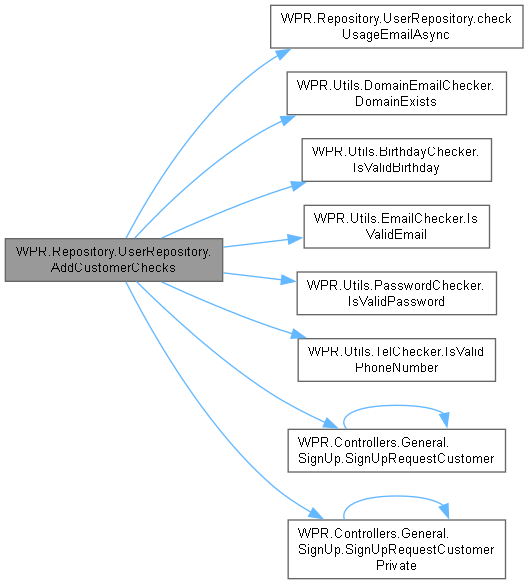 WPR.Repository.UserRepository.check
UsageEmailAsync
WPR.Utils.DomainEmailChecker.
DomainExists
WPR.Utils.BirthdayChecker.
IsValidBirthday
WPR.Utils.EmailChecker.Is
ValidEmail
WPR.Repository.UserRepository.
AddCustomerChecks
WPR.Utils.PasswordChecker.
IsValidPassword
WPR.Utils.TelChecker.IsValid
PhoneNumber
WPR.Controllers.General.
SignUp.SignUpRequestCustomer
WPR.Controllers.General.
SignUp.SignUpRequestCustomer
Private